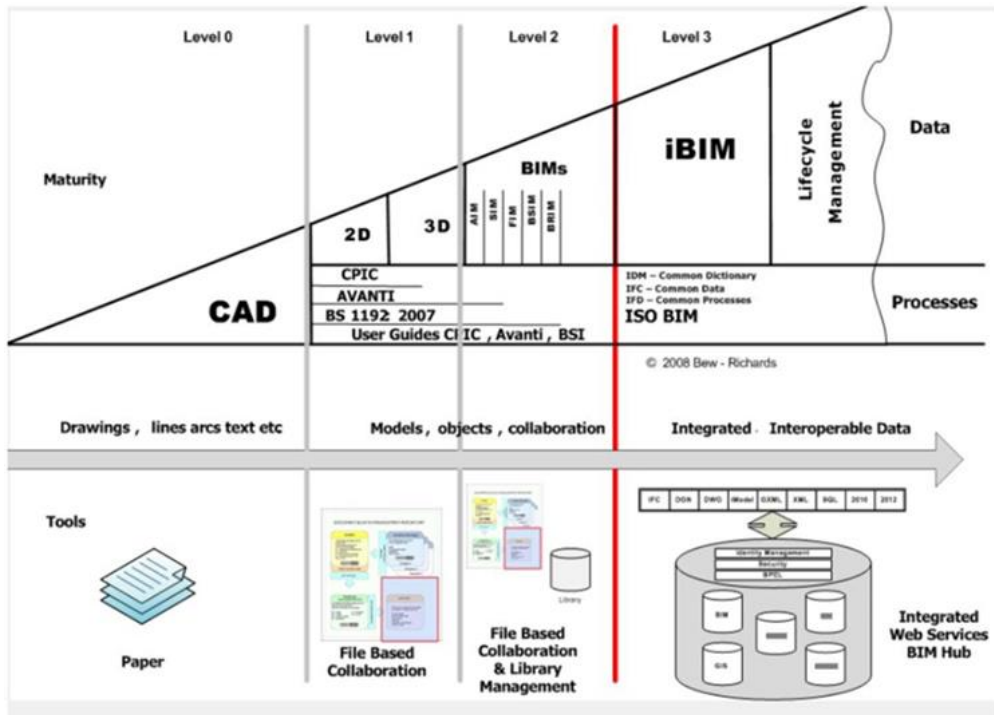 Level 0
Level 1
Level 2
Level 3
Maturity
CAD
2D
3D
BIMs
AIM
SIM
FIM
BSIM
BRIM
iBIM
Lifecycle
Management
Data
CPIC
AVANTI
BS 1192 2007
User Guides CPIC , Avanti , BSI
IDM – Common Dictionary
IFC – Common Data
IFD – Common Processes
ISO BIM
Processes
© 2008 Bew - Richards
Drawings , lines arcs text etc
Models , objects , collaboration
Integrated Interoperable Data
Tools
Paper
File Based
Collaboration
Library
File Based
Collaboration
& Library
Management
IFC DGN DWG iModel GXML XML SQL 2010 2012
Identity Management
Security
BPEL
BIM
GIS
Integrated
Web Services
BIM Hub